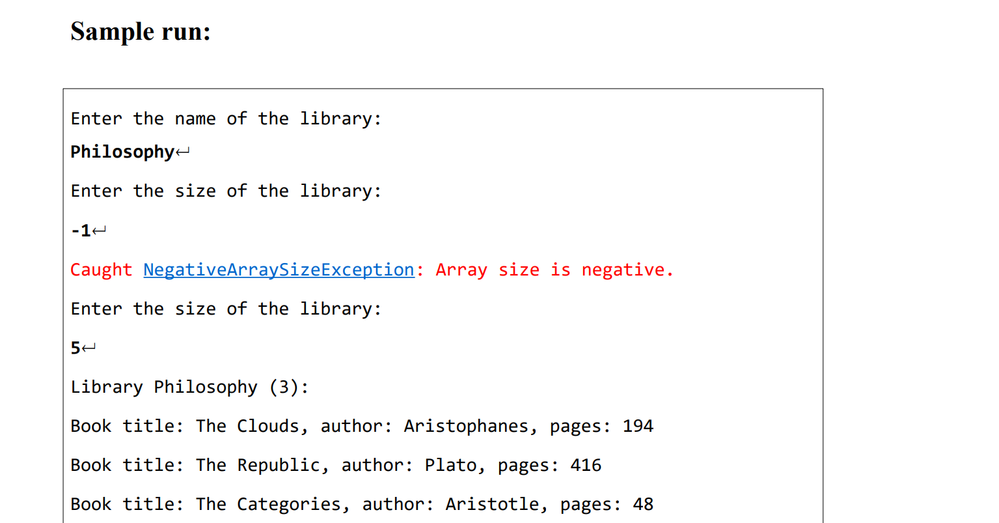 Sample run:
Enter the name of the library:
Philosophy↵
Enter the size of the library:
-1↵
Caught NegativeArraySizeException: Array size is negative.
Enter the size of the library:
5↵
Library Philosophy (3):
Book title: The Clouds, author: Aristophanes, pages: 194
Book title: The Republic, author: Plato, pages: 416
Book title: The Categories, author: Aristotle, pages: 48